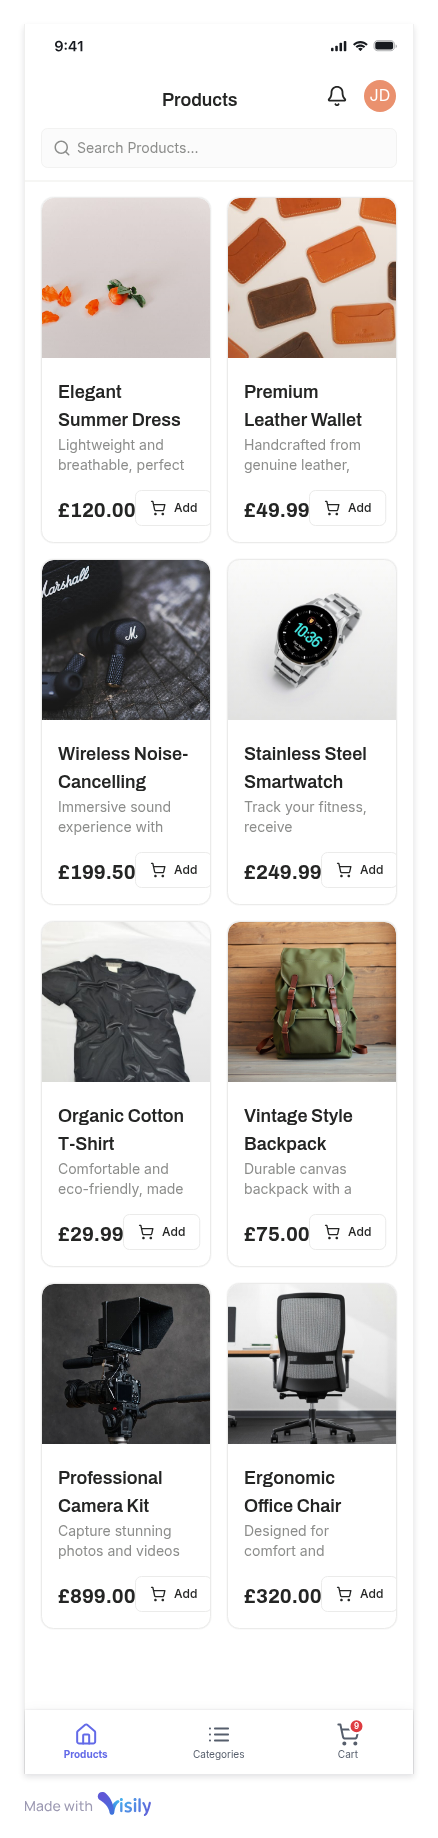 9:41
Products
JD
Search Products...
Elegant
Summer Dress
Lightweight and
breathable, perfect
£120.00 Add
Premium
Leather Wallet
Handcrafted from
genuine leather,
£49.99 Add
Marshall
M
Wireless Noise-
Cancelling
Immersive sound
experience with
£199.50 Add
10:36
Stainless Steel
Smartwatch
Track your fitness,
receive
£249.99 Add
Organic Cotton
T-Shirt
Comfortable and
eco-friendly, made
£29.99 Add
Vintage Style
Backpack
Durable canvas
backpack with a
£75.00 Add
Professional
Camera Kit
Capture stunning
photos and videos
£899.00 Add
Ergonomic
Office Chair
Designed for
comfort and
£320.00 Add
9
Products Categories Cart
Made with Visily